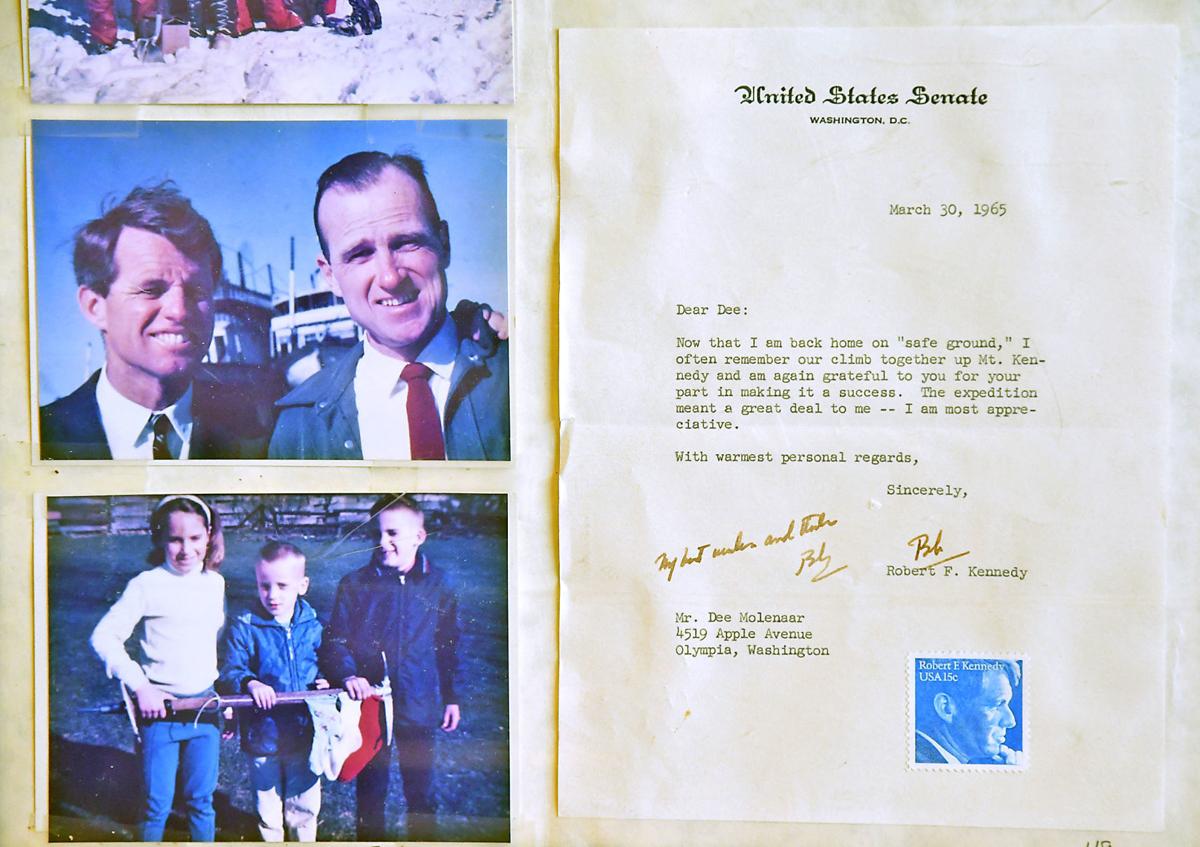 United States Senate
WASHINGTON, D.C.
March 30, 1965
Dear Dee:
Now that I am back home on "safe ground," I
often remember our climb together up Mt. Ken-
nedy and am again grateful to you for your
part in making it a success.  The expedition
meant a great deal to me -- I am most appre-
ciative.
With warmest personal regards,
Sincerely,
My best wishes and thanks
Bob
Bob
Robert F. Kennedy
Mr. Dee Molenaar
4519 Apple Avenue
Olympia, Washington
Robert F. Kennedy
USA 15c